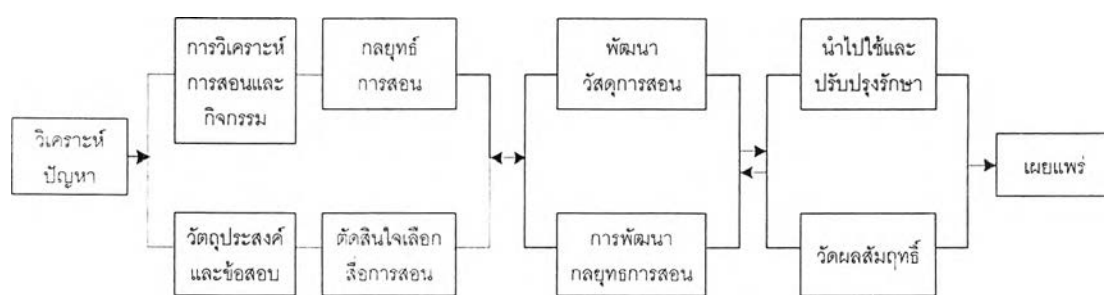 วิเคราะห์
ปัญหา
การวิเคราะห์
การสอนและ
กิจกรรม
กลยุทธ์
การสอน
วัตถุประสงค์
และข้อสอบ
ตัดสินใจเลือก
สื่อการสอน
พัฒนา
วัสดุการสอน
การพัฒนา
กลยุทธการสอน
นำไปใช้และ
ปรับปรุงรักษา
วัดผลสัมฤทธิ์
เผยแพร่